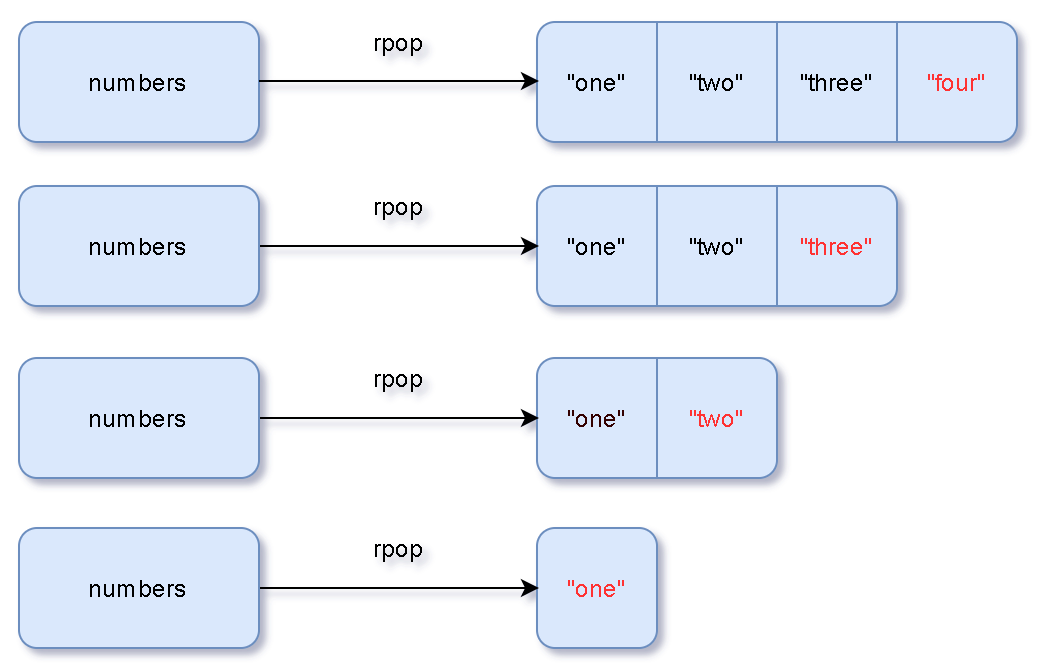 rpop
numbers "one" "two" "three" "four"
rpop
numbers "one" "two" "three"
rpop
numbers "one" "two"
rpop
numbers "one"